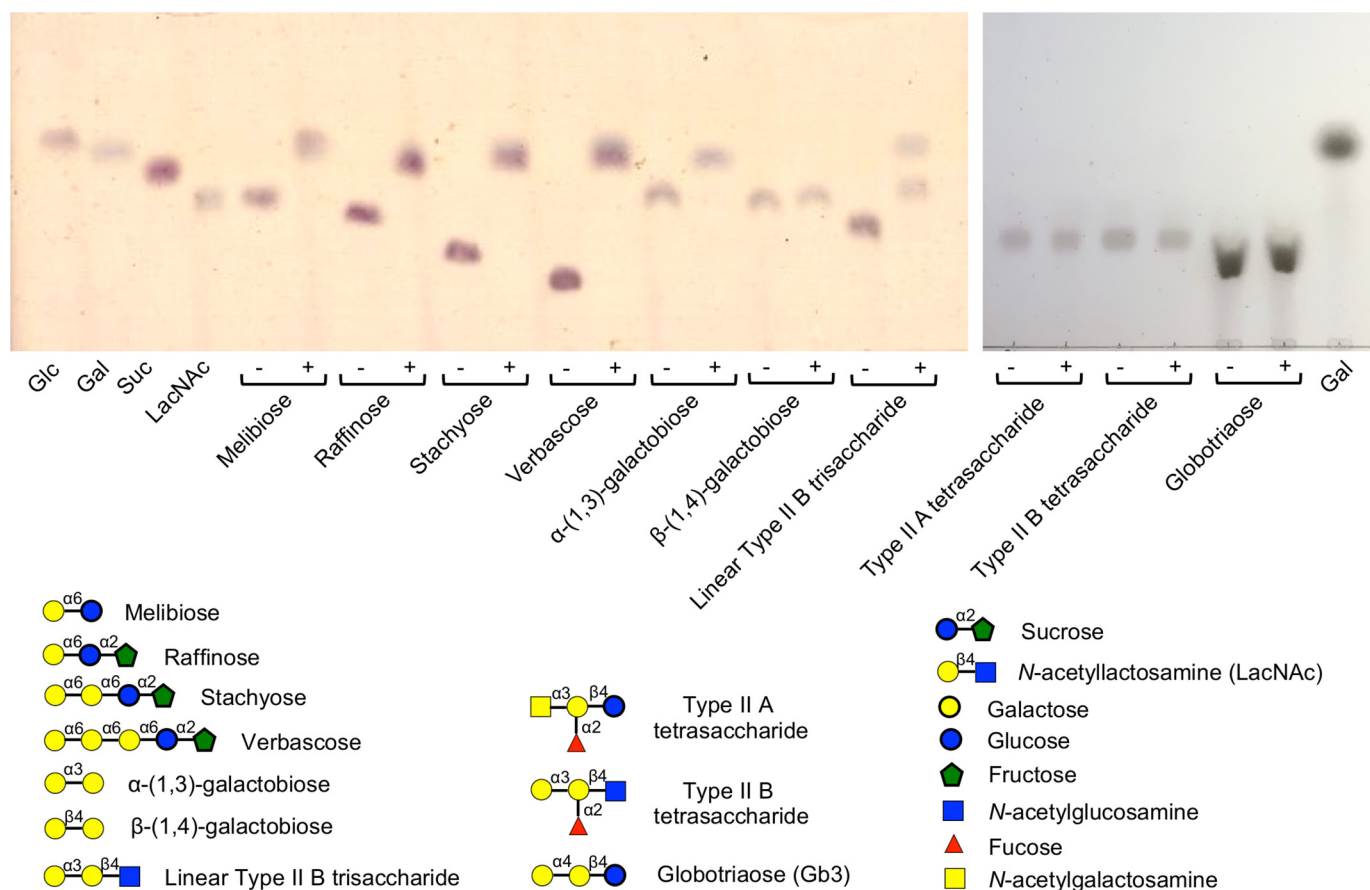 Glc
Gal
Suc
LacNAc
- +
Melibiose
- +
Raffinose
- +
Stachyose
- +
Verbascose
- +
α-(1,3)-galactobiose
- +
β-(1,4)-galactobiose
- +
Linear Type II B trisaccharide
- +
Type II A tetrasaccharide
- +
Type II B tetrasaccharide
- +
Globotriaose
Gal
α6
Melibiose
α6 α2
Raffinose
α6 α6 α2
Stachyose
α6 α6 α6 α2
Verbascose
α3
α-(1,3)-galactobiose
β4
β-(1,4)-galactobiose
α3 β4
Linear Type II B trisaccharide
α3 β4
α2
Type II A
tetrasaccharide
α3 β4
α2
Type II B
tetrasaccharide
α4 β4
Globotriaose (Gb3)
α2
Sucrose
β4
N-acetyllactosamine (LacNAc)
Galactose
Glucose
Fructose
N-acetylglucosamine
Fucose
N-acetylgalactosamine